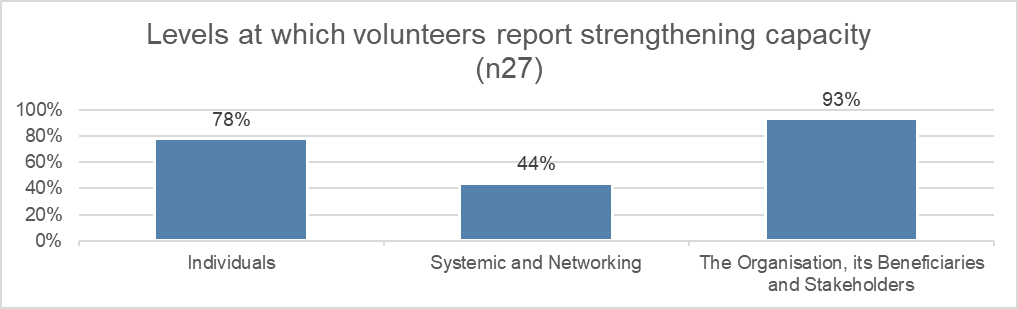 Levels at which volunteers report strengthening capacity
(n27)
100%
80%
60%
40%
20%
0%
78%
44%
93%
Individuals
Systemic and Networking
The Organisation, its Beneficiaries
and Stakeholders